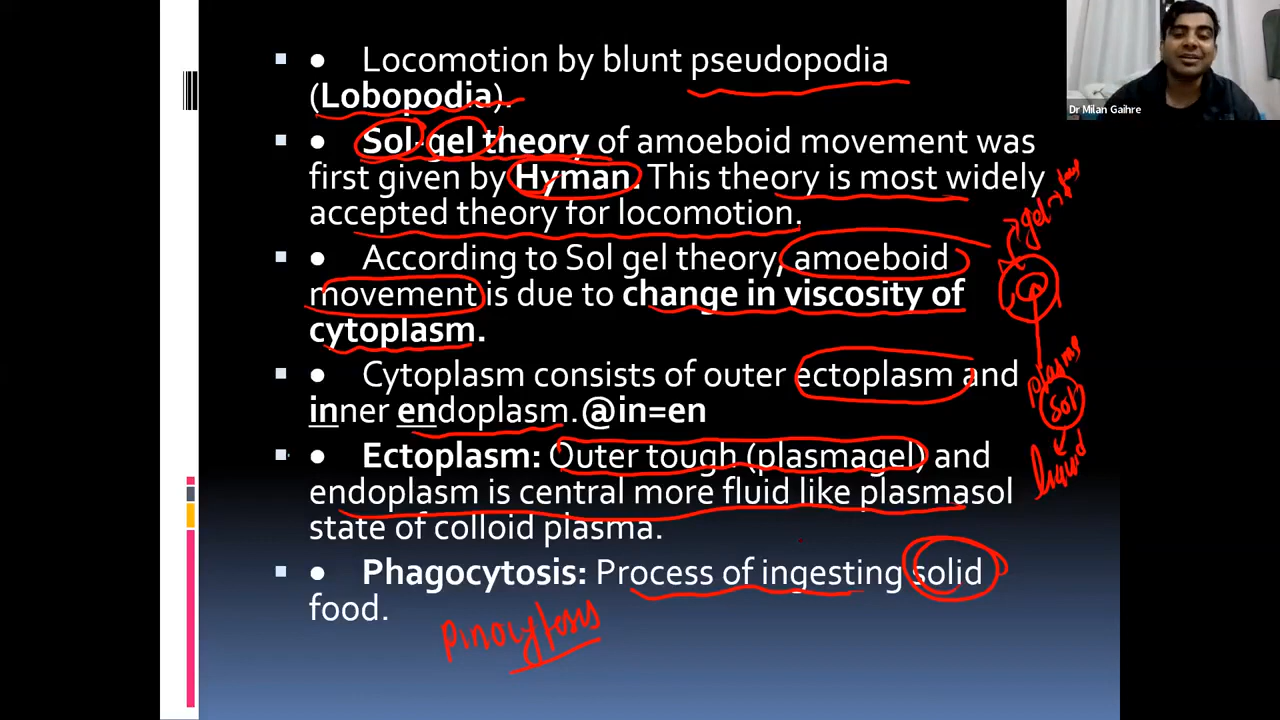 ● Locomotion by blunt pseudopodia
(Lobopodia).
● Sol-gel theory of amoeboid movement was
first given by Hyman. This theory is most widely
accepted theory for locomotion.
● According to Sol gel theory, amoeboid
movement is due to change in viscosity of
cytoplasm.
● Cytoplasm consists of outer ectoplasm and
inner endoplasm. @in=en
● Ectoplasm: Outer tough (plasmagel) and
endoplasm is central more fluid like plasmasol
state of colloid plasma.
● Phagocytosis: Process of ingesting solid
food.
pinocytosis
gel
plasma
sol
liquid
Dr Milan Gaihre